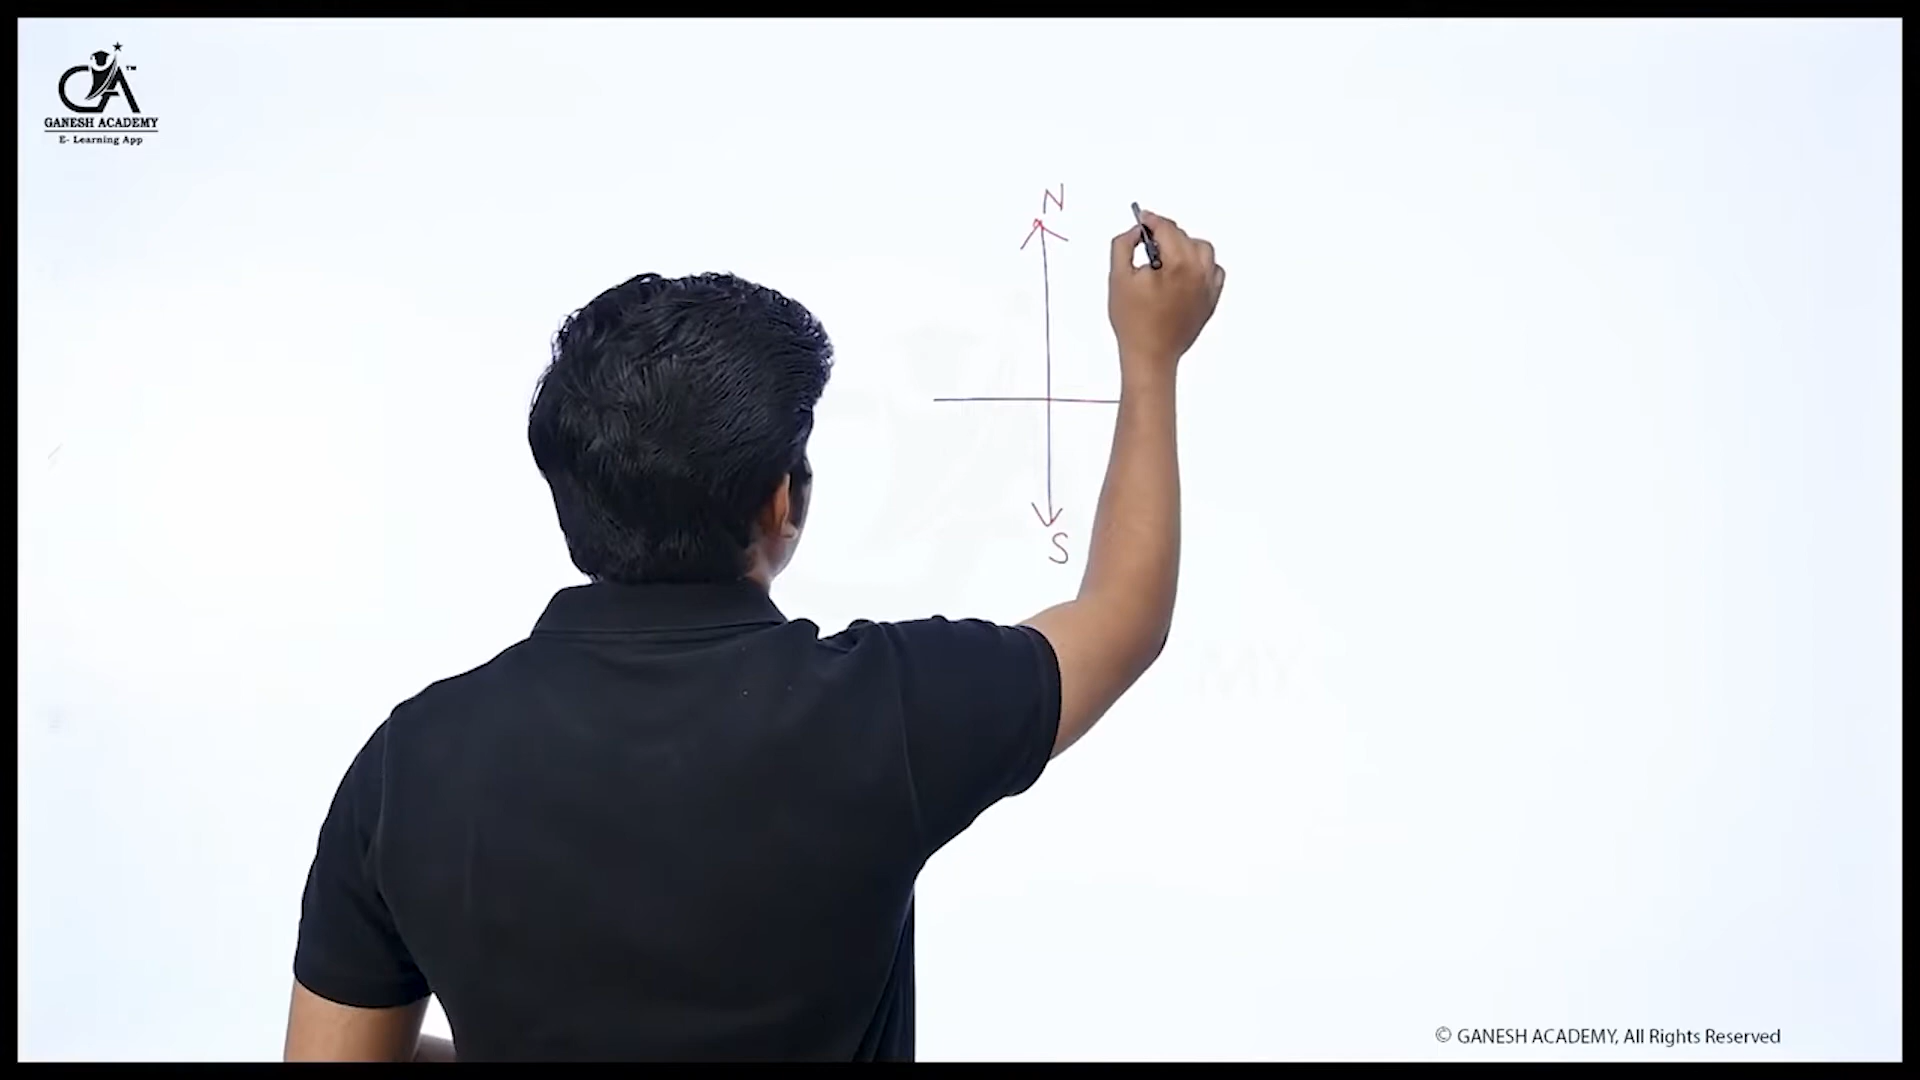 GANESH ACADEMY
E- Learning App
N
S
© GANESH ACADEMY, All Rights Reserved